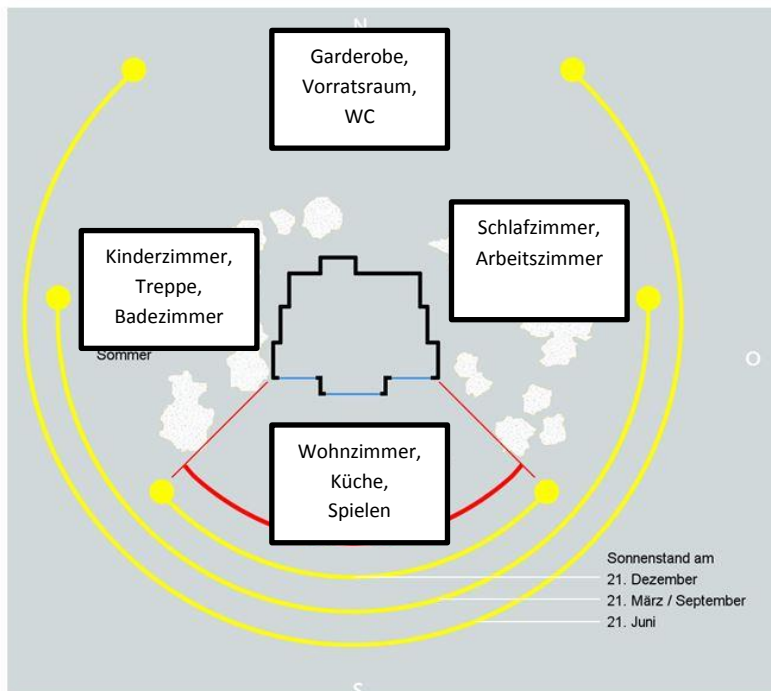 N
Garderobe,
Vorratsraum,
WC
Kinderzimmer,
Treppe,
Badezimmer
Schlafzimmer,
Arbeitszimmer
Sommer
O
Wohnzimmer,
Küche,
Spielen
Sonnenstand am
21. Dezember
21. März / September
21. Juni
S